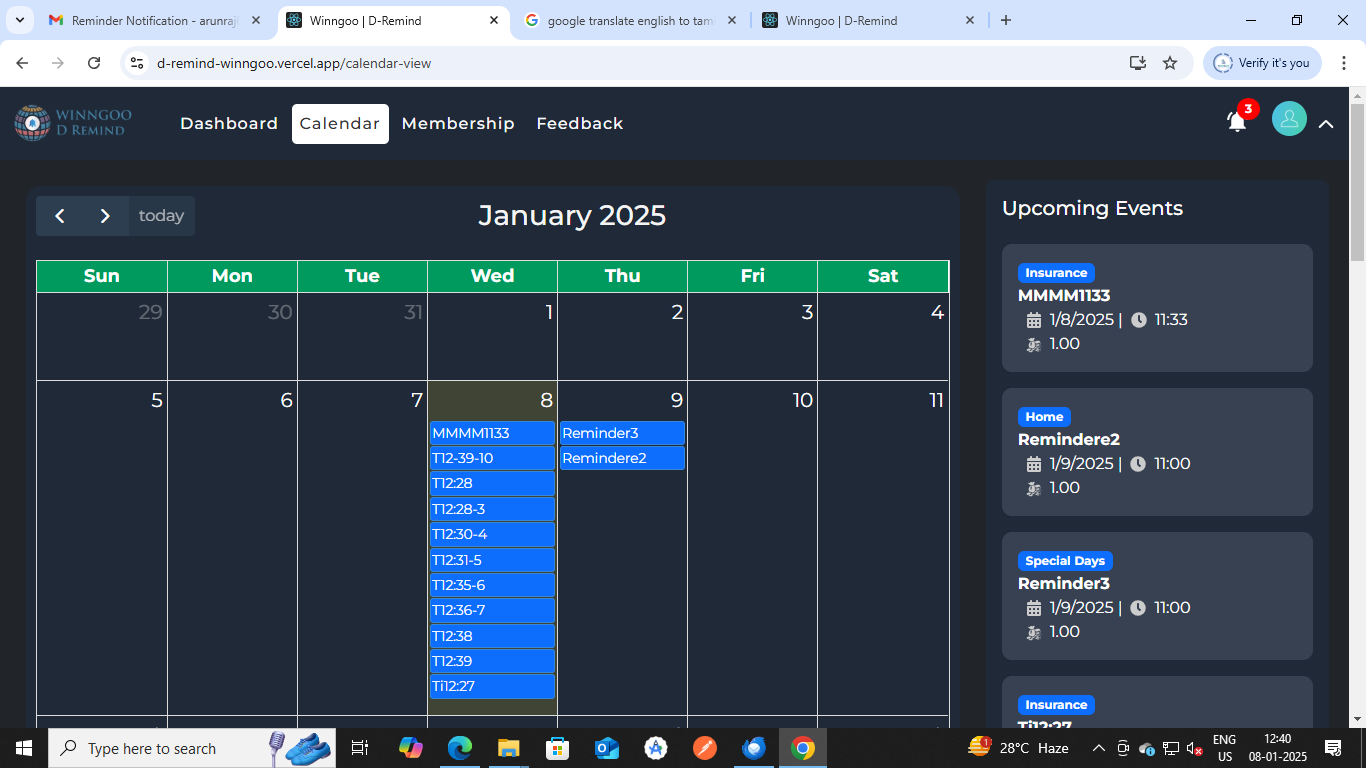 Reminder Notification - arunraj
Winngoo | D-Remind
google translate english to tam
Winngoo | D-Remind
d-remind-winngoo.vercel.app/calendar-view
Verify it's you
WINNGOO
D REMIND
Dashboard
Calendar
Membership
Feedback
3
today
January 2025
Sun Mon Tue Wed Thu Fri Sat
29 30 31 1 2 3 4
5 6 7 8 9 10 11
MMMM1133
T12-39-10
T12:28
T12:28-3
T12:30-4
T12:31-5
T12:35-6
T12:36-7
T12:38
T12:39
Ti12:27
Reminder3
Remindere2
Upcoming Events
Insurance
MMMM1133
1/8/2025 | 11:33
1.00
Home
Remindere2
1/9/2025 | 11:00
1.00
Special Days
Reminder3
1/9/2025 | 11:00
1.00
Insurance
Ti12:27
Type here to search
1
28°C Haze
ENG
US
12:40
08-01-2025